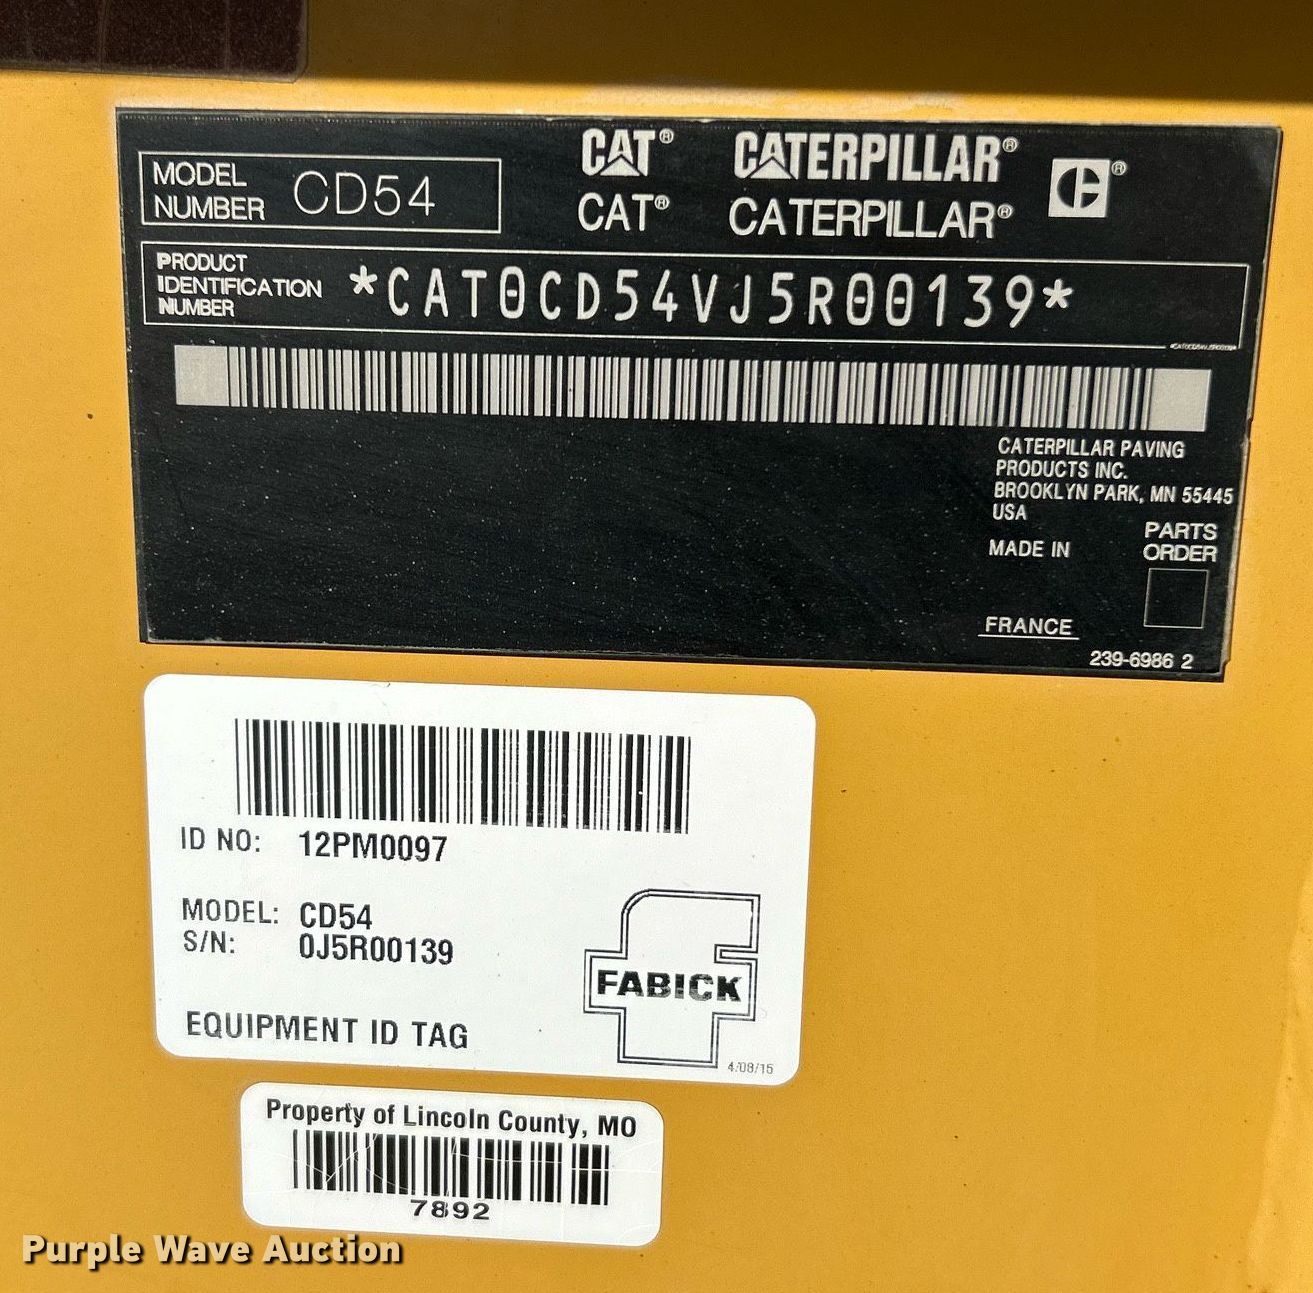 MODEL NUMBER CD54
CAT® CATERPILLAR® C®
CAT® CATERPILLAR®
PRODUCT
IDENTIFICATION
NUMBER
*CAT0CD54VJ5R00139*
*CAT0CD54VJ5R00139*
CATERPILLAR PAVING
PRODUCTS INC.
BROOKLYN PARK, MN 55445
USA
MADE IN
FRANCE
PARTS
ORDER
239-6986 2
ID NO: 12PM0097
MODEL: CD54
S/N: 0J5R00139
EQUIPMENT ID TAG
FABICK
4/08/15
Property of Lincoln County, MO
7892
Purple Wave Auction